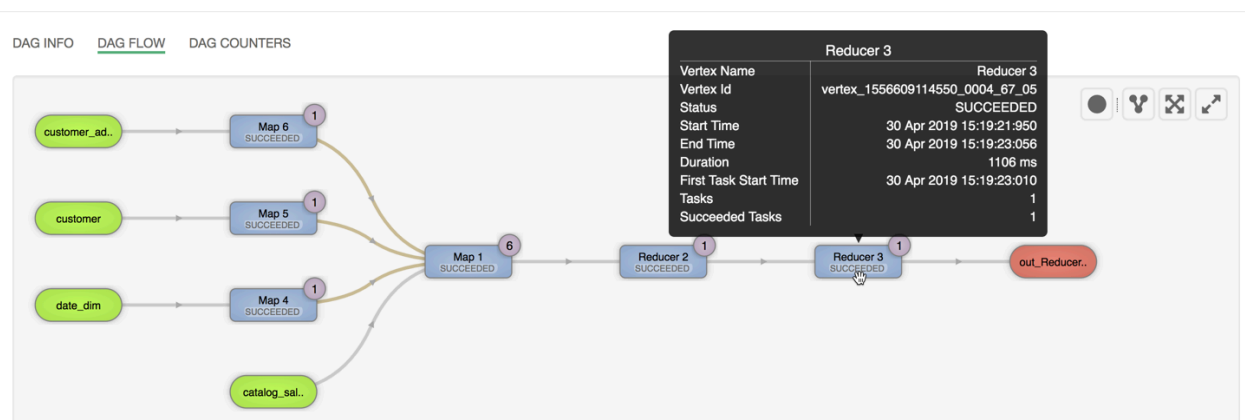 DAG INFO DAG FLOW DAG COUNTERS
Reducer 3
Vertex Name Reducer 3
Vertex Id vertex_1556609114550_0004_67_05
Status SUCCEEDED
Start Time 30 Apr 2019 15:19:21:950
End Time 30 Apr 2019 15:19:23:056
Duration 1106 ms
First Task Start Time 30 Apr 2019 15:19:23:010
Tasks 1
Succeeded Tasks 1
customer_ad..
Map 6
SUCCEEDED
1
customer
Map 5
SUCCEEDED
1
date_dim
Map 4
SUCCEEDED
1
catalog_sal..
Map 1
SUCCEEDED
6
Reducer 2
SUCCEEDED
1
Reducer 3
SUCCEEDED
1
out_Reducer..